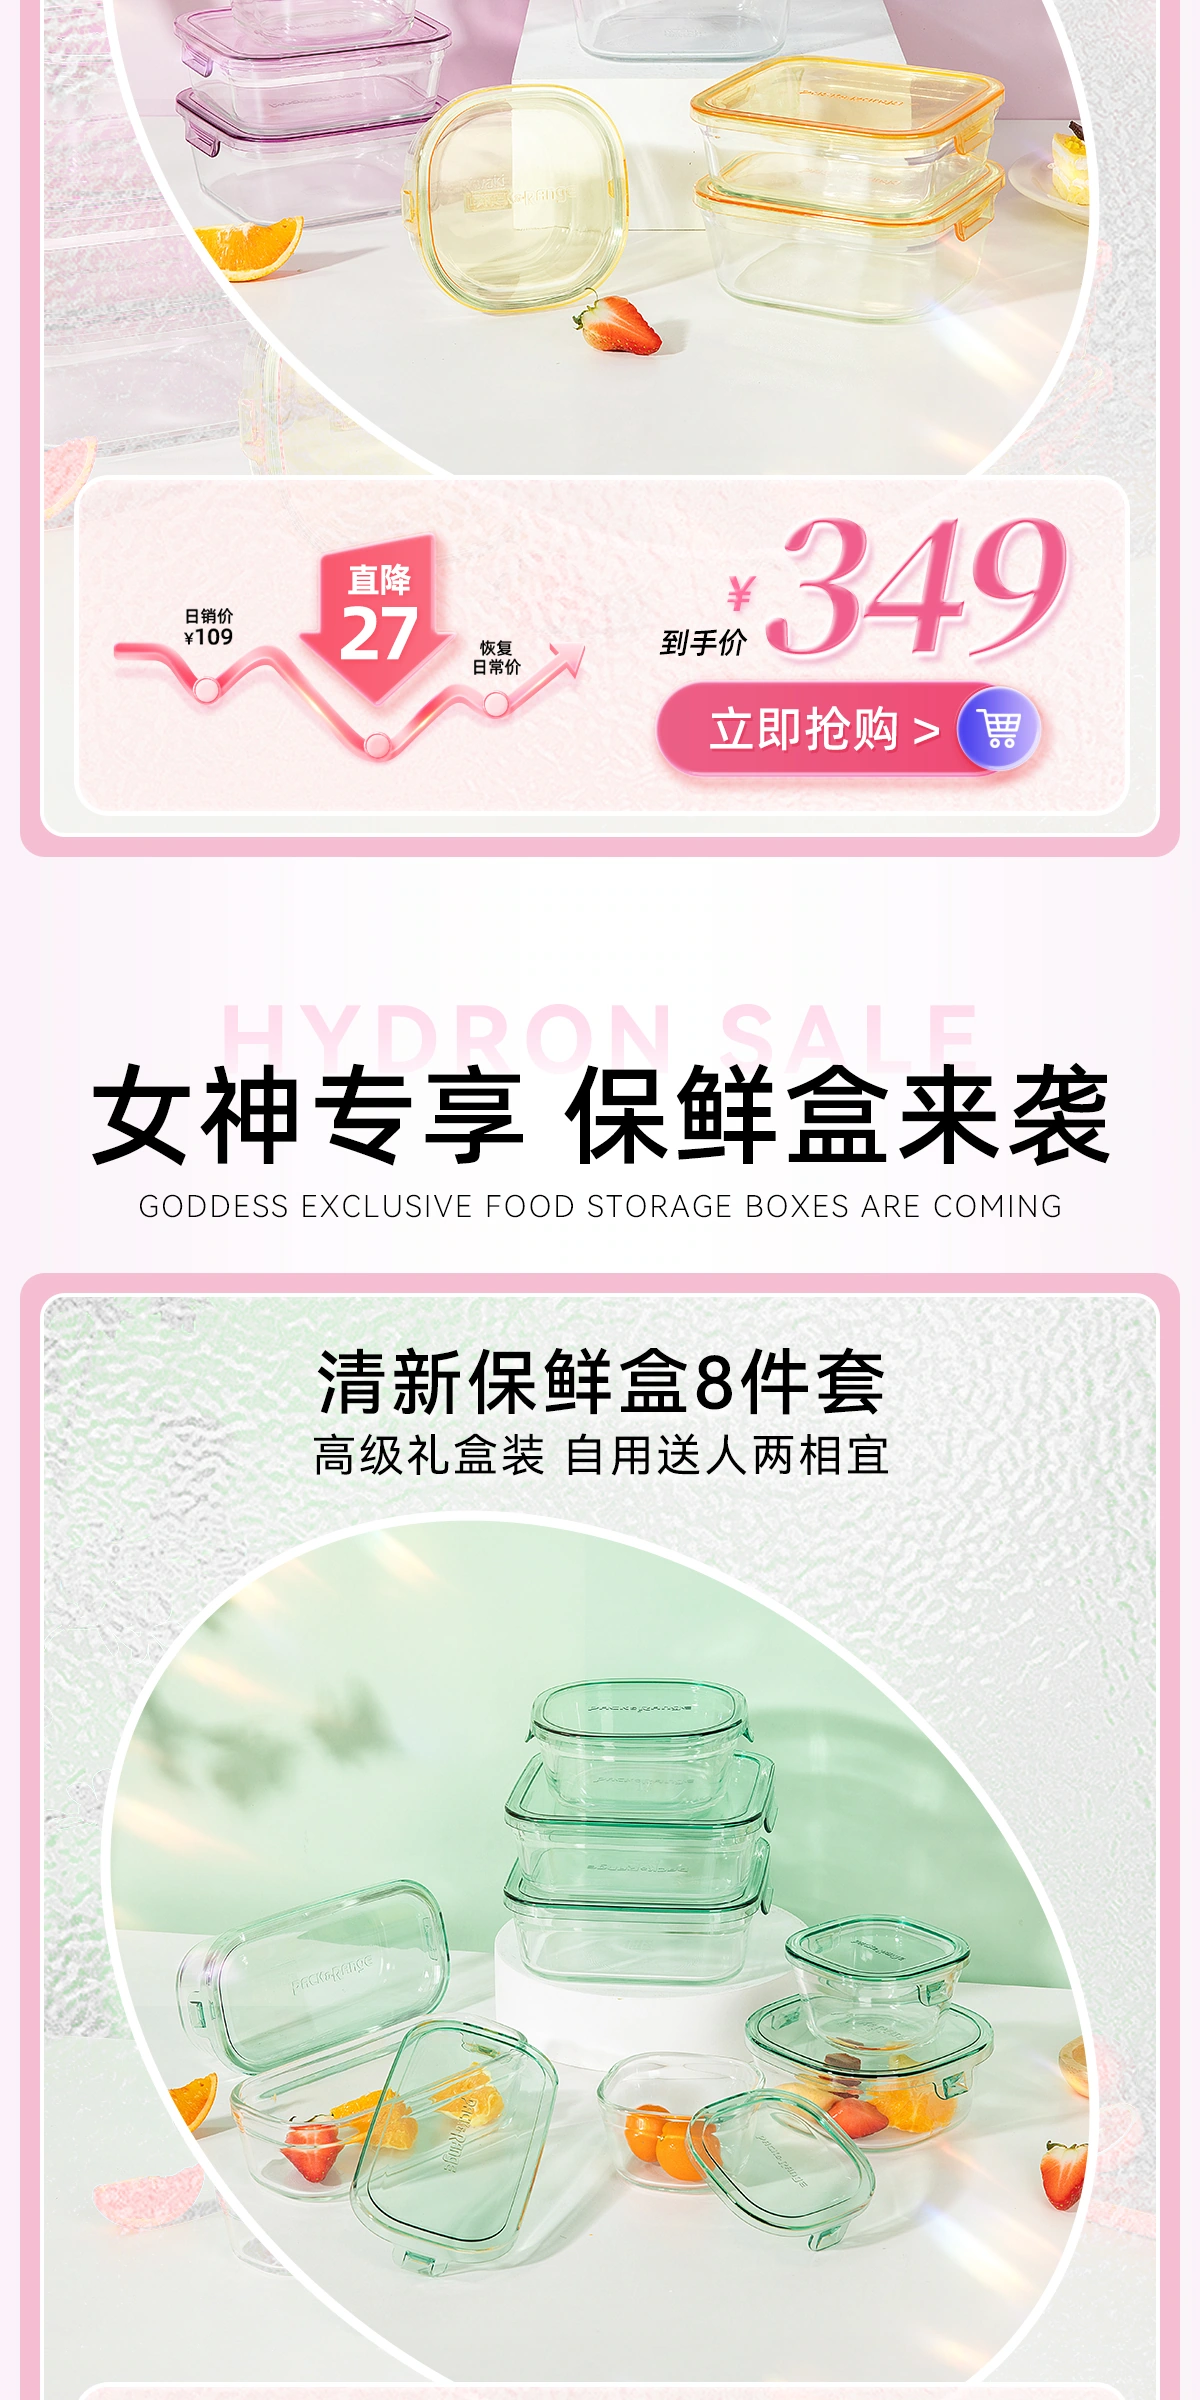 日销价
¥109
直降
27
恢复
日常价
¥349
到手价
立即抢购 >
HYDRON SALE
女神专享 保鲜盒来袭
GODDESS EXCLUSIVE FOOD STORAGE BOXES ARE COMING
清新保鲜盒8件套
高级礼盒装 自用送人两相宜